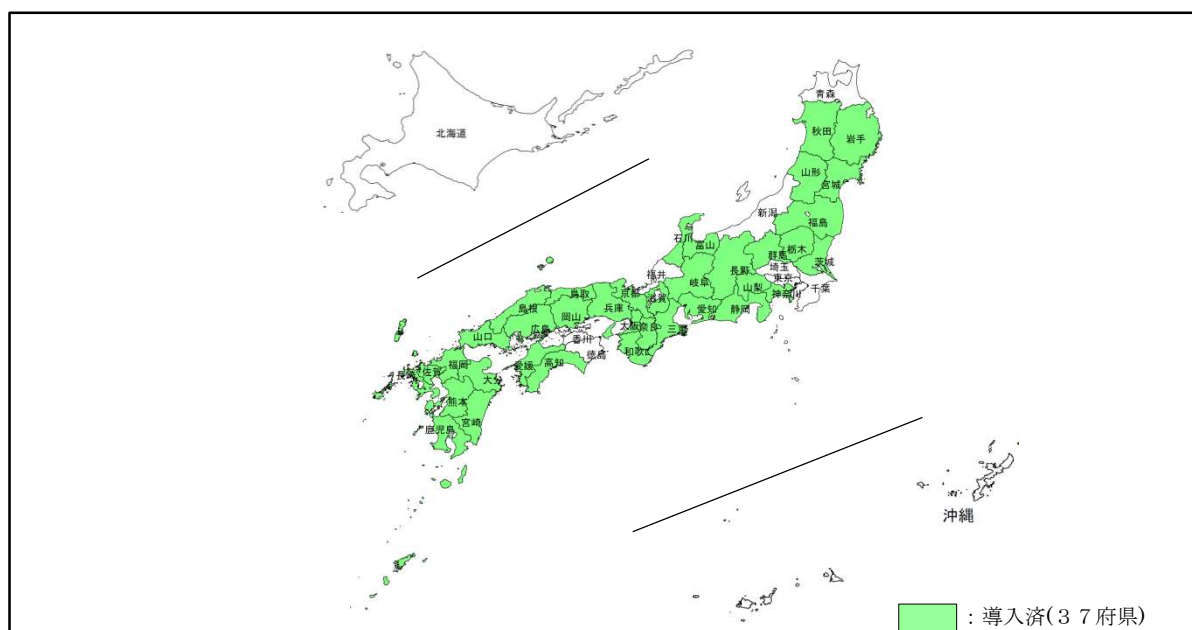 青森
秋田
岩手
北海道
山形
宮城
新潟
福島
石川
富山
栃木
群馬
茨城
長野
埼玉
福井
東京
岐阜
山梨
神奈川
千葉
鳥取
京都
滋賀
島根
兵庫
愛知
静岡
岡山
広島
大阪
奈良
三重
山口
香川
和歌山
徳島
愛媛
高知
福岡
佐賀
長崎
大分
熊本
宮崎
鹿児島
沖縄
：導入済(３７府県)